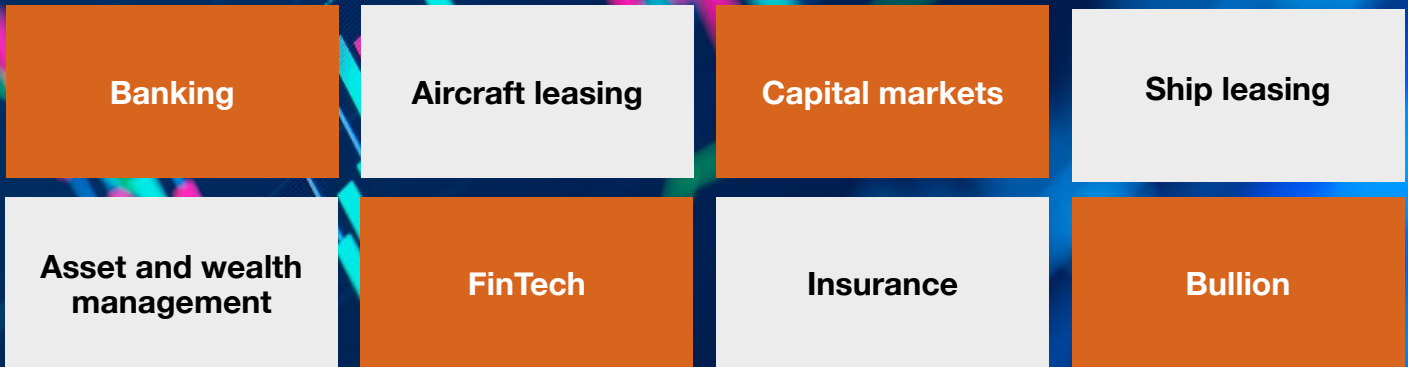 Banking
Aircraft leasing
Capital markets
Ship leasing
Asset and wealth
management
FinTech
Insurance
Bullion